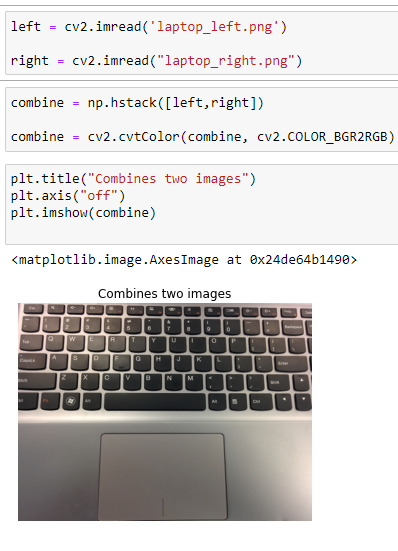 left = cv2.imread('laptop_left.png')
right = cv2.imread("laptop_right.png")
combine = np.hstack([left,right])
combine = cv2.cvtColor(combine, cv2.COLOR_BGR2RGB)
plt.title("Combines two images")
plt.axis("off")
plt.imshow(combine)
<matplotlib.image.AxesImage at 0x24de64b1490>
Combines two images
Q W E R T Y U I O P
A S D F G H J K L
Z X C V B N M